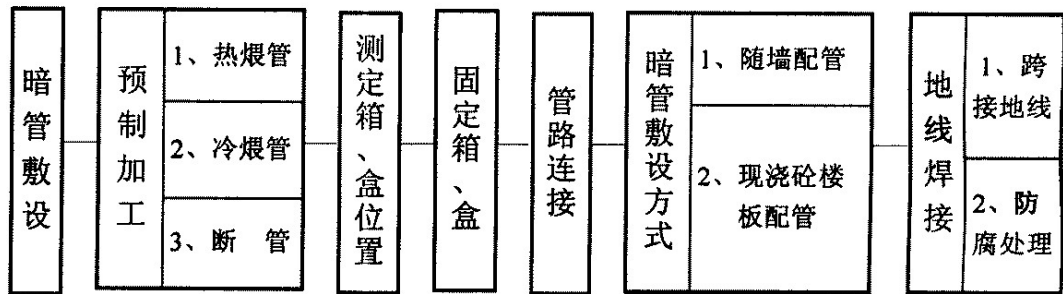 暗管敷设
预制加工
1、热煨管
2、冷煨管
3、断　管
测定箱、盒位置
固定箱、盒
管路连接
暗管敷设方式
1、随墙配管
2、现浇砼楼
板配管
地线焊接
1、跨
接地线
2、防
腐处理